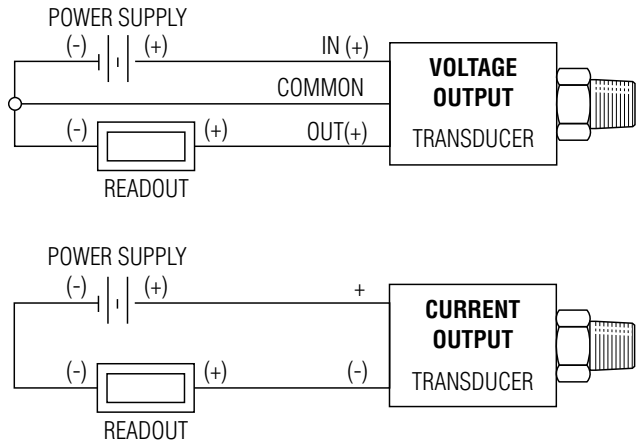 POWER SUPPLY
(-) (+) IN (+)
COMMON
(-) (+) OUT(+)
READOUT
VOLTAGE
OUTPUT
TRANSDUCER
POWER SUPPLY
(-) (+) +
(-) (+) (-)
READOUT
CURRENT
OUTPUT
TRANSDUCER